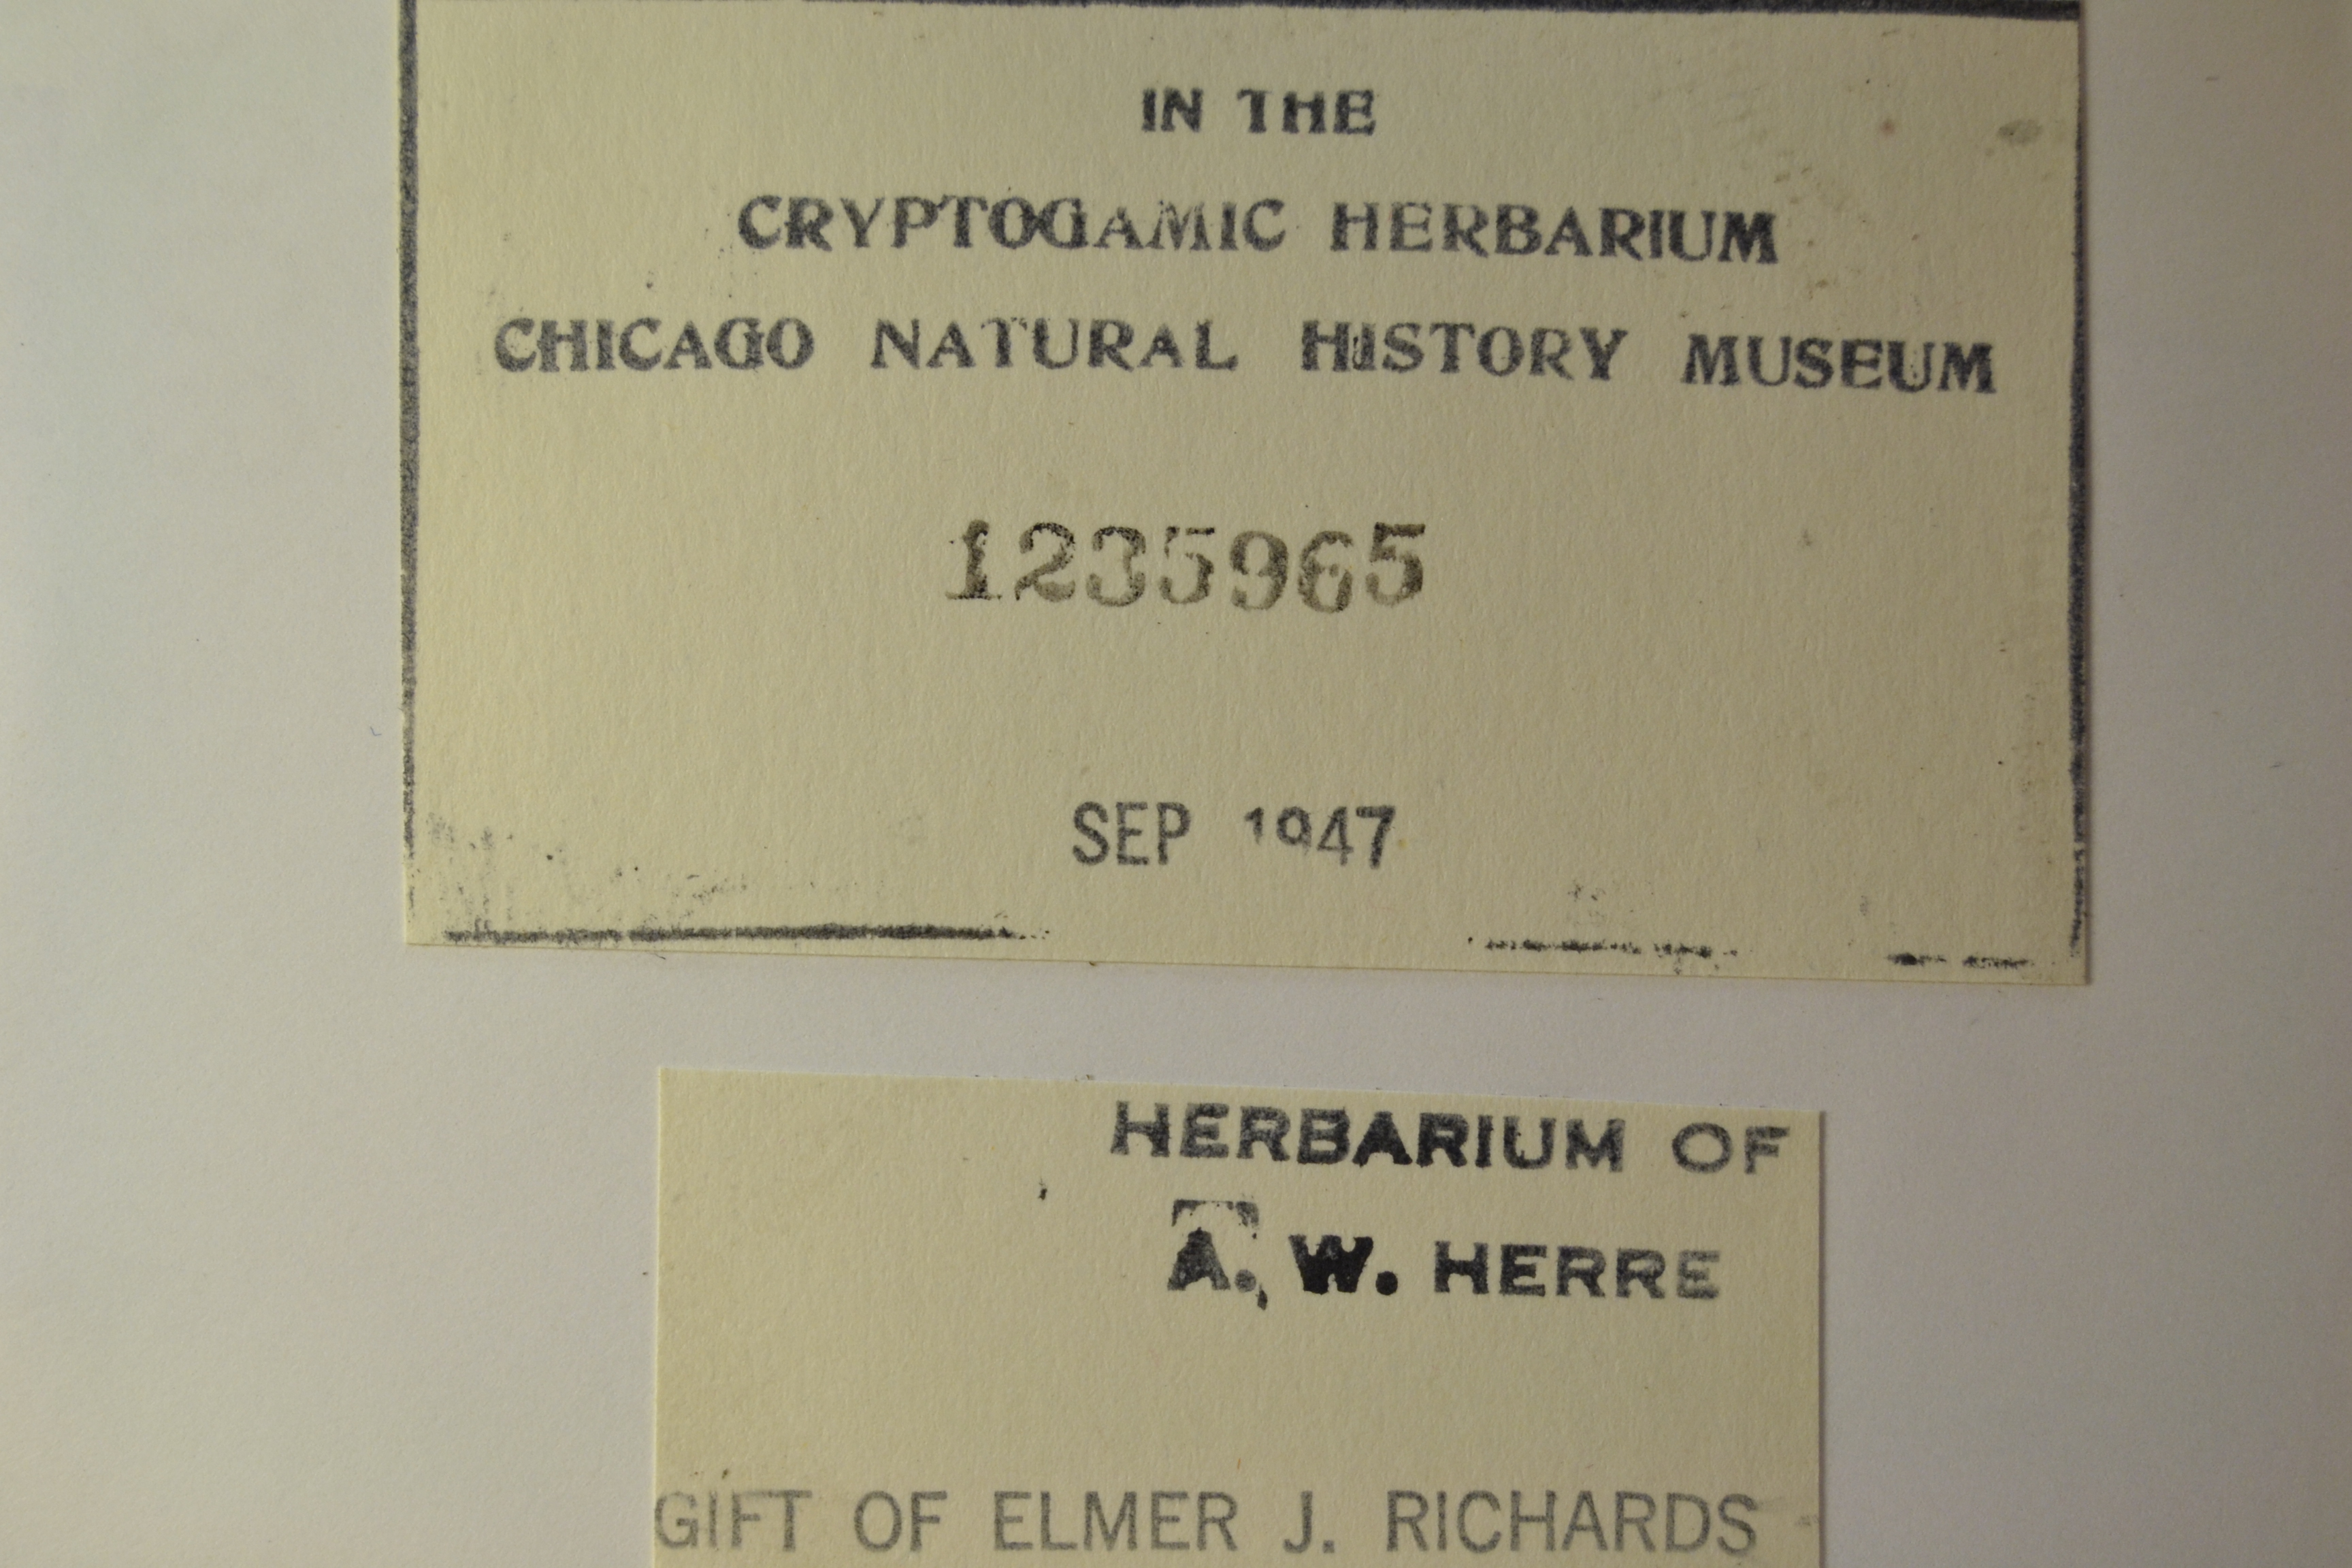 IN THE
CRYPTOGAMIC HERBARIUM
CHICAGO NATURAL HISTORY MUSEUM
1235965
SEP 1947
HERBARIUM OF
A. W. HERRE
GIFT OF ELMER J. RICHARDS